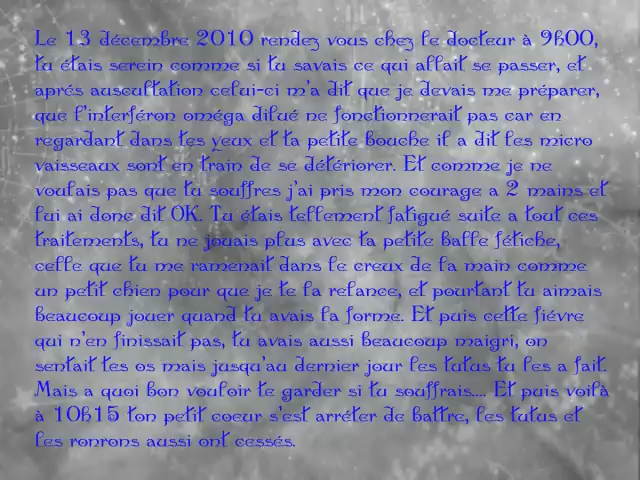 Le 13 décembre 2010 rendez vous chez le docteur à 9h00,
tu étais serein comme si tu savais ce qui allait se passer, et
aprés auscultation celui-ci m'a dit que je devais me préparer,
que l'interféron oméga dilué ne fonctionnerait pas car en
regardant dans tes yeux et ta petite bouche il a dit les micro
vaisseaux sont en train de se détériorer. Et comme je ne
voulais pas que tu souffres j'ai pris mon courage a 2 mains et
lui ai donc dit OK. Tu étais tellement fatigué suite a tout ces
traitements, tu ne jouais plus avec ta petite balle fétiche,
celle que tu me ramenait dans le creux de la main comme
un petit chien pour que je te la relance, et pourtant tu aimais
beaucoup jouer quand tu avais la forme. Et puis cette fiévre
qui n'en finissait pas, tu avais aussi beaucoup maigri, on
sentait tes os mais jusqu'au dernier jour les tutus tu les a fait.
Mais a quoi bon vouloir te garder si tu souffrais.... Et puis voilà
à 10h15 ton petit coeur s'est arréter de battre, les tutus et
les ronrons aussi ont cessés.